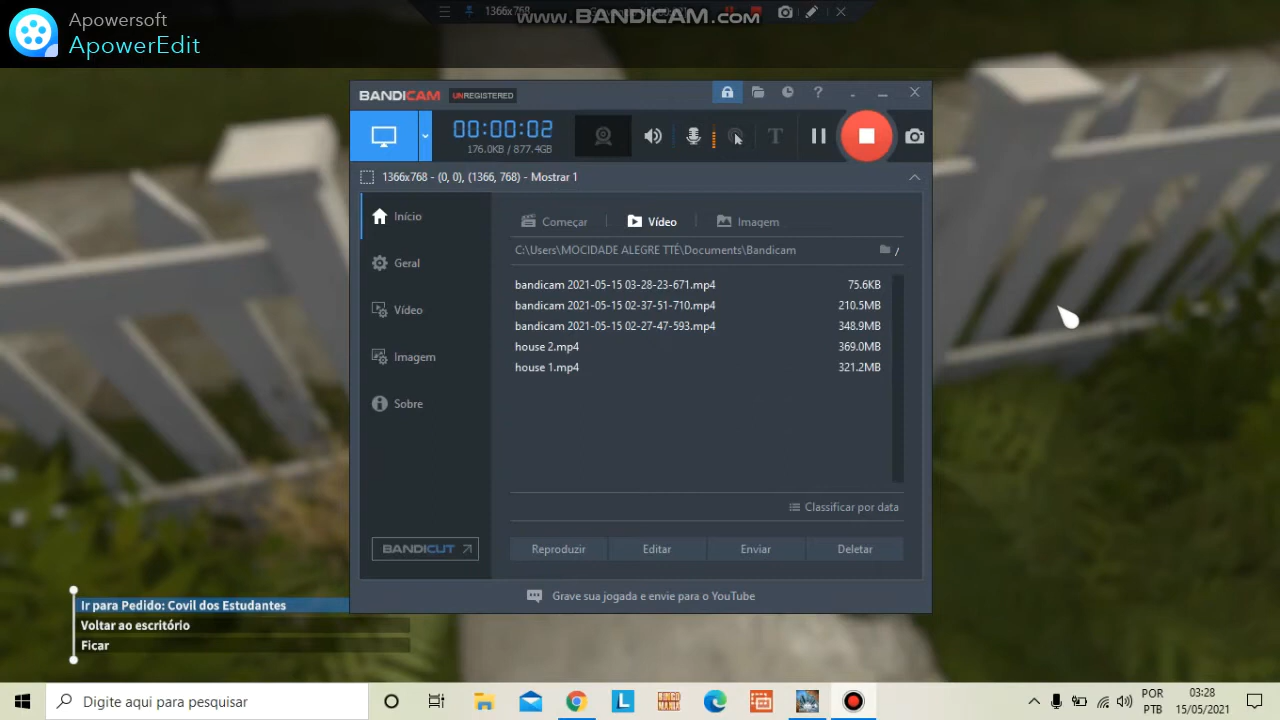 Apowersoft
ApowerEdit
1366x768
www.BANDICAM.com
BANDICAM UNREGISTERED
?
00:00:02
176.0KB / 877.4GB
T
1366x768 - (0, 0), (1366, 768) - Mostrar 1
Início
Geral
Vídeo
Imagem
Sobre
BANDICUT
Começar
Vídeo
Imagem
C:\Users\MOCIDADE ALEGRE TTÉ\Documents\Bandicam
/
bandicam 2021-05-15 03-28-23-671.mp4 75.6KB
bandicam 2021-05-15 02-37-51-710.mp4 210.5MB
bandicam 2021-05-15 02-27-47-593.mp4 348.9MB
house 2.mp4 369.0MB
house 1.mp4 321.2MB
Classificar por data
Reproduzir Editar Enviar Deletar
Grave sua jogada e envie para o YouTube
Ir para Pedido: Covil dos Estudantes
Voltar ao escritório
Ficar
Digite aqui para pesquisar
L
POR
PTB
03:28
15/05/2021